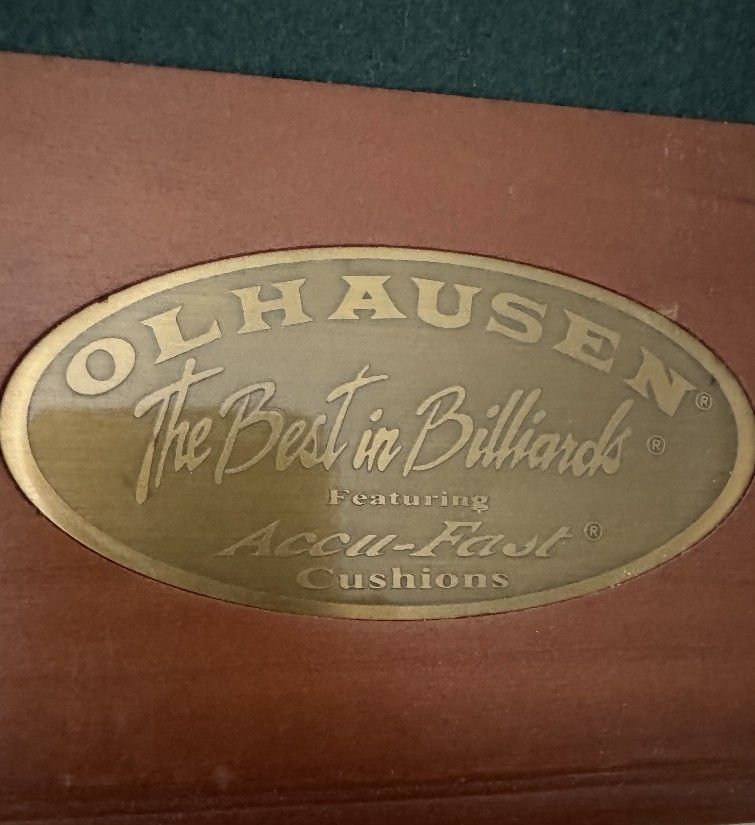 OLHAUSEN®
The Best in Billiards®
Featuring
Accu-Fast®
Cushions